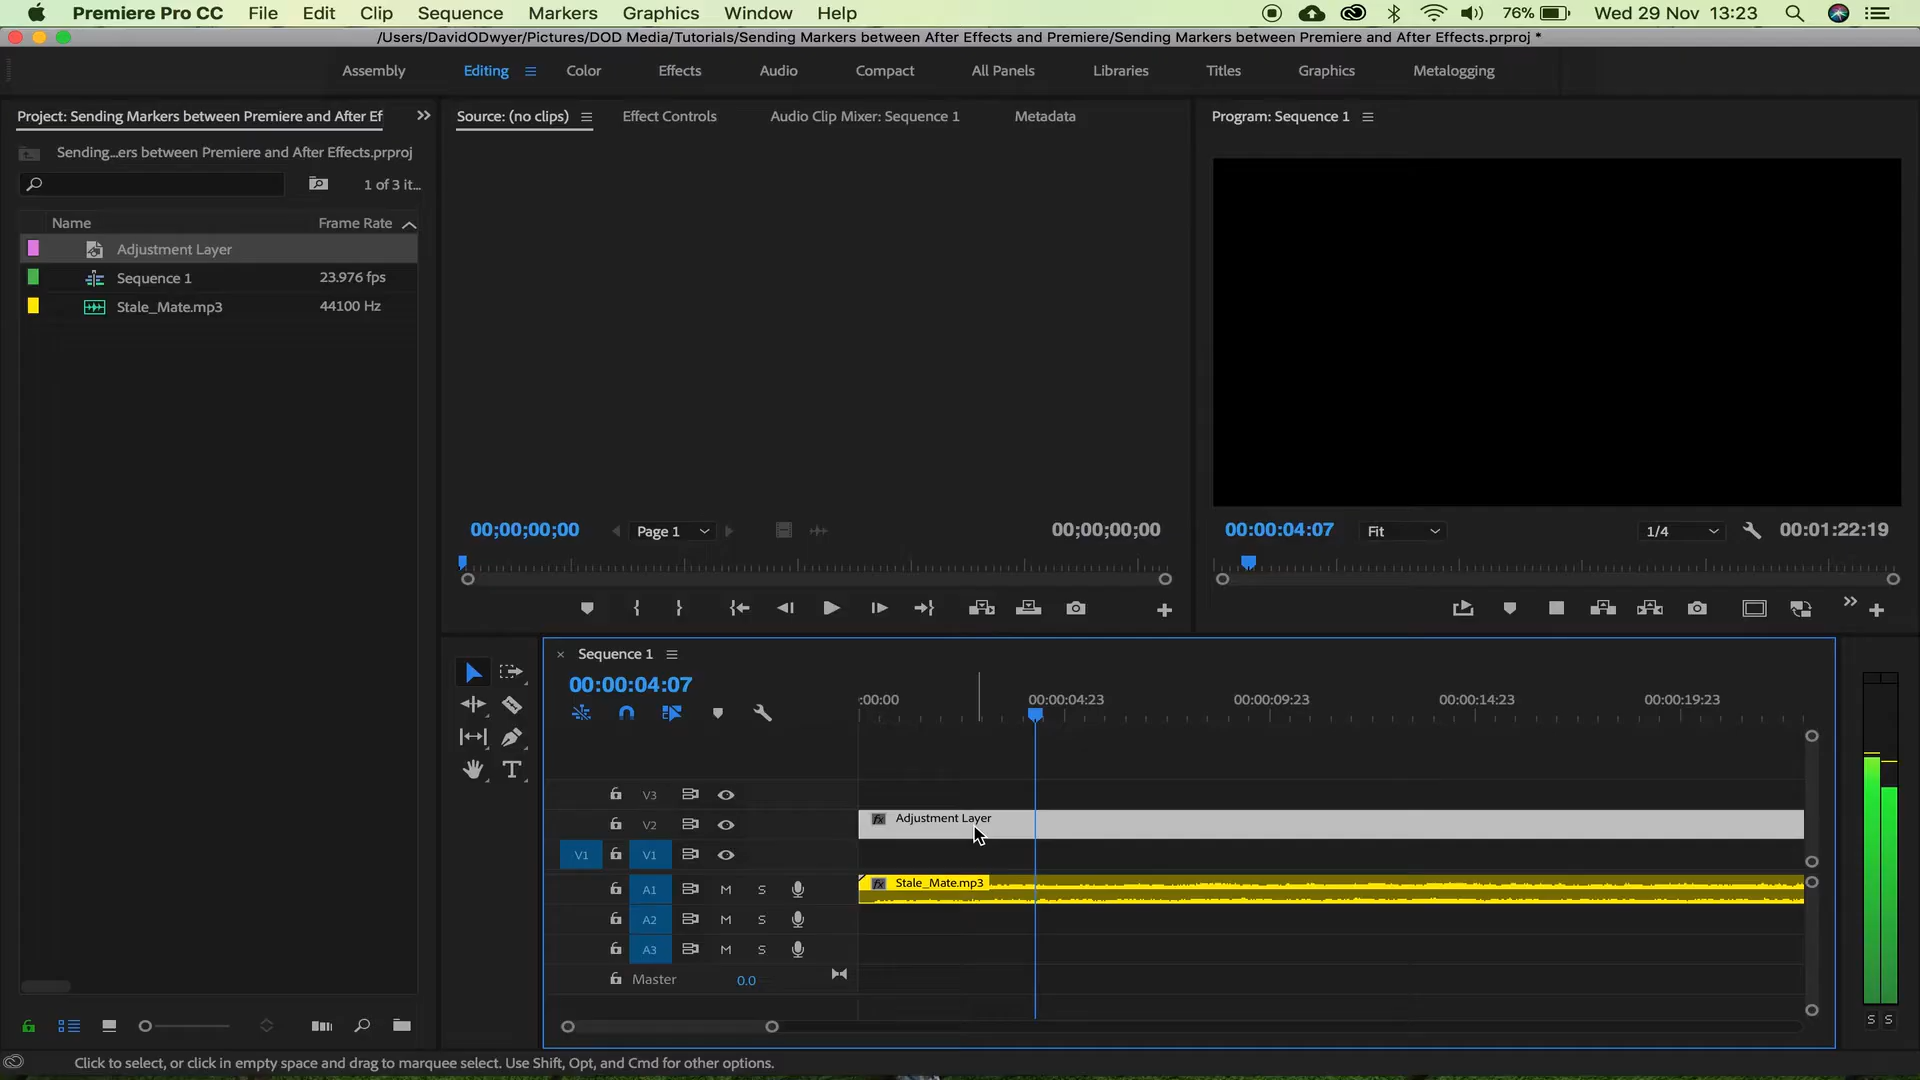 Premiere Pro CC File Edit Clip Sequence Markers Graphics Window Help 76% Wed 29 Nov 13:23
/Users/DavidODwyer/Pictures/DOD Media/Tutorials/Sending Markers between After Effects and Premiere/Sending Markers between Premiere and After Effects.prproj *
Assembly Editing Color Effects Audio Compact All Panels Libraries Titles Graphics Metalogging
Project: Sending Markers between Premiere and After Ef
Source: (no clips) Effect Controls Audio Clip Mixer: Sequence 1 Metadata
Program: Sequence 1
Sending...ers between Premiere and After Effects.prproj
1 of 3 it...
Name Frame Rate
Adjustment Layer
Sequence 1 23.976 fps
Stale_Mate.mp3 44100 Hz
00;00;00;00 Page 1 00;00;00;00
00:00:04:07 Fit 1/4 00:01:22:19
Sequence 1
00:00:04:07
:00:00 00:00:04:23 00:00:09:23 00:00:14:23 00:00:19:23
V3
V2 fx Adjustment Layer
V1 V1
A1 M S fx Stale_Mate.mp3
A2 M S
A3 M S
Master 0.0
S S
Click to select, or click in empty space and drag to marquee select. Use Shift, Opt, and Cmd for other options.